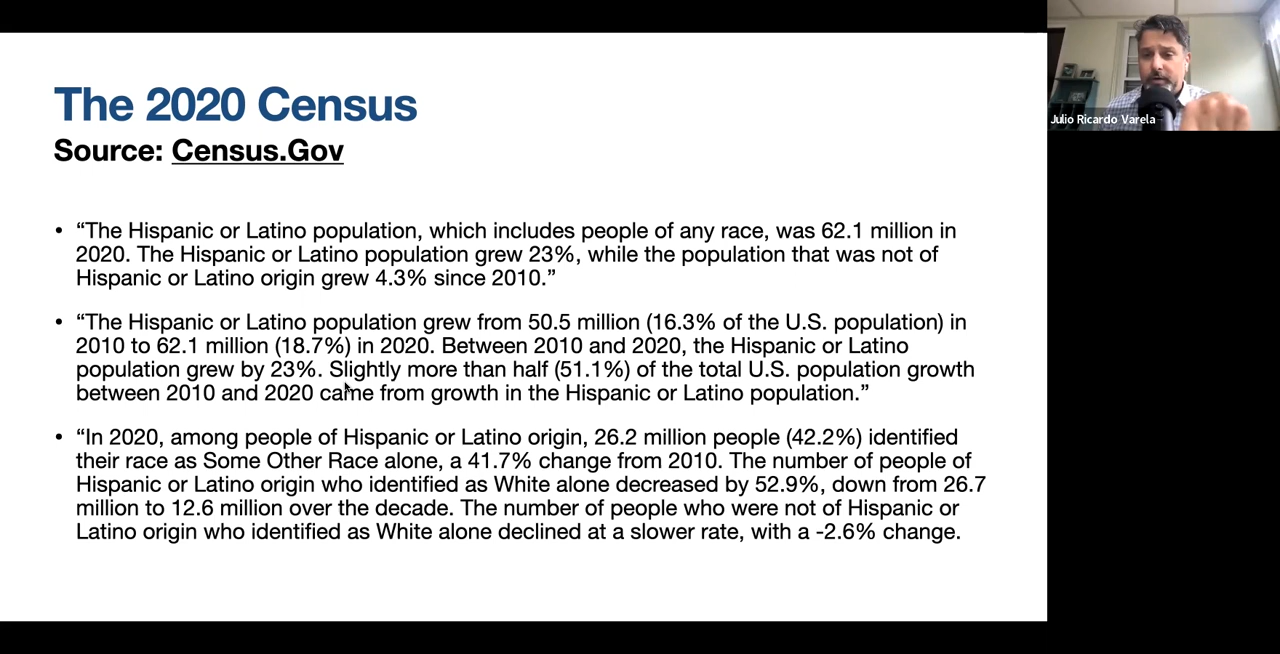 The 2020 Census
Source: Census.Gov
• “The Hispanic or Latino population, which includes people of any race, was 62.1 million in
2020. The Hispanic or Latino population grew 23%, while the population that was not of
Hispanic or Latino origin grew 4.3% since 2010.”
• “The Hispanic or Latino population grew from 50.5 million (16.3% of the U.S. population) in
2010 to 62.1 million (18.7%) in 2020. Between 2010 and 2020, the Hispanic or Latino
population grew by 23%. Slightly more than half (51.1%) of the total U.S. population growth
between 2010 and 2020 came from growth in the Hispanic or Latino population.”
• “In 2020, among people of Hispanic or Latino origin, 26.2 million people (42.2%) identified
their race as Some Other Race alone, a 41.7% change from 2010. The number of people of
Hispanic or Latino origin who identified as White alone decreased by 52.9%, down from 26.7
million to 12.6 million over the decade. The number of people who were not of Hispanic or
Latino origin who identified as White alone declined at a slower rate, with a -2.6% change.
Julio Ricardo Varela